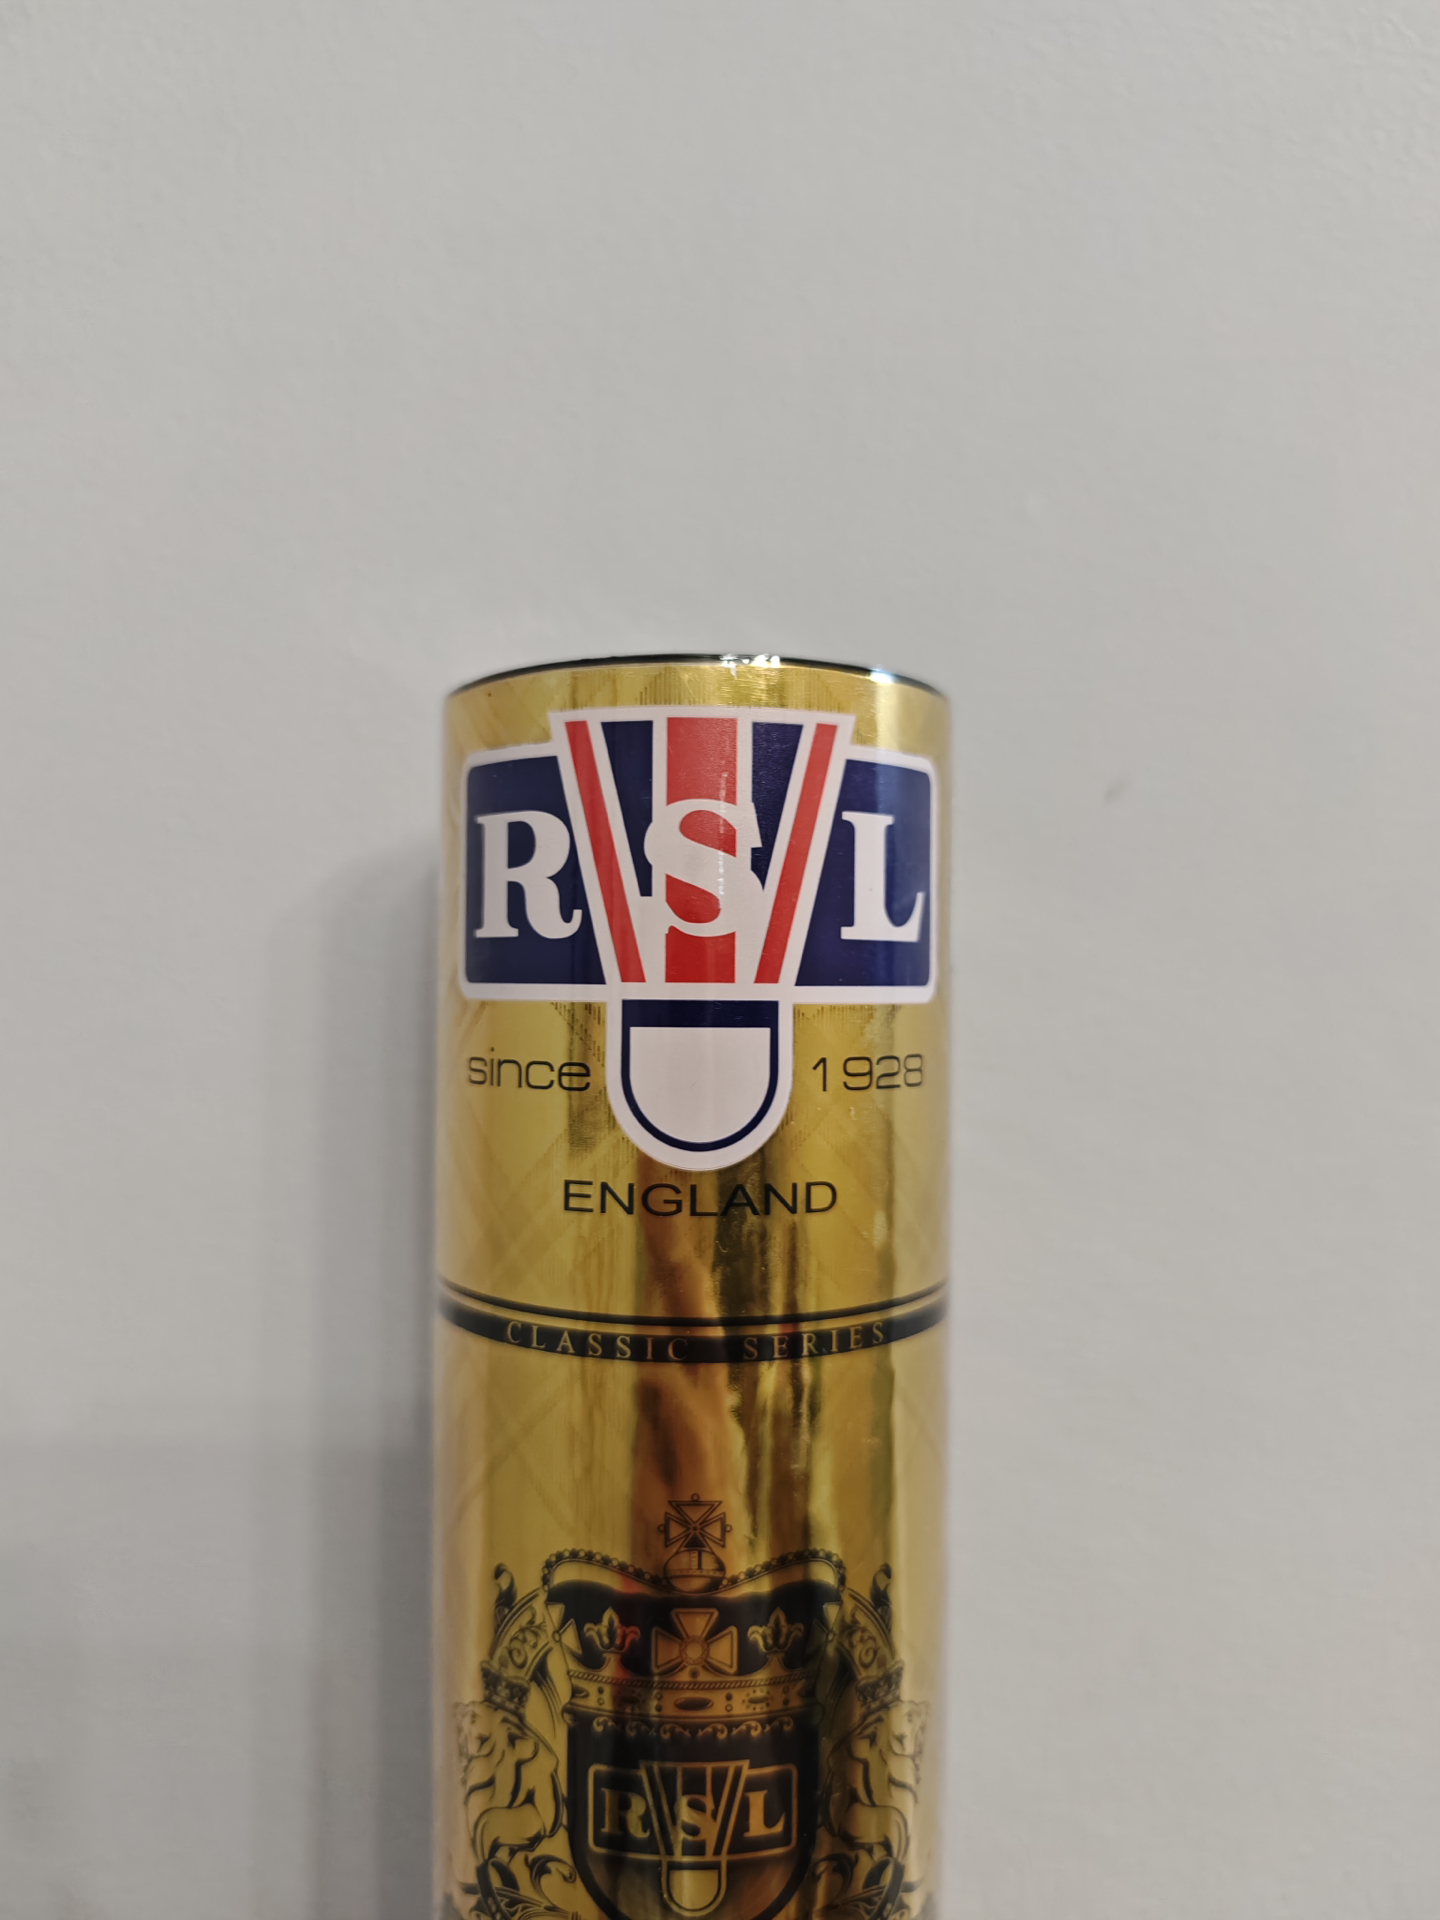 RSL
since 1928
ENGLAND
CLASSIC SERIES
RSL